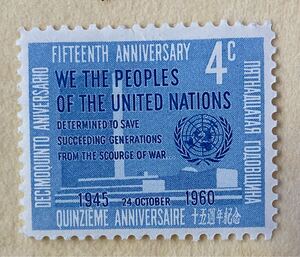 FIFTEENTH ANNIVERSARY
4c
WE THE PEOPLES
OF THE UNITED NATIONS
DETERMINED TO SAVE
SUCCEEDING GENERATIONS
FROM THE SCOURGE OF WAR...
1945 24 OCTOBER 1960
QUINZIÈME ANNIVERSAIRE 十五週年紀念
DECIMOQUINTO ANIVERSARIO
ПЯТНАДЦАТАЯ ГОДОВЩИНА